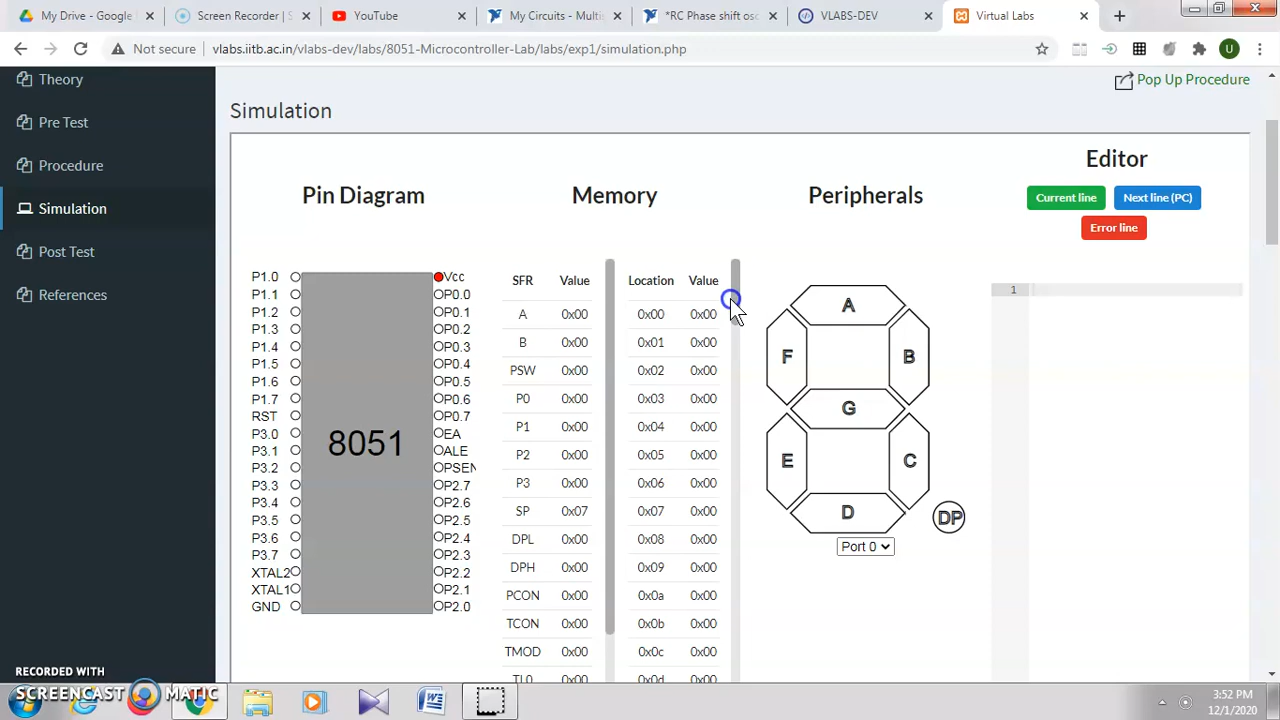 My Drive - Google
Screen Recorder | S
YouTube
My Circuits - Multi
*RC Phase shift osc
VLABS-DEV
Virtual Labs
Not secure
vlabs.iitb.ac.in/vlabs-dev/labs/8051-Microcontroller-Lab/labs/exp1/simulation.php
U
Theory
Pre Test
Procedure
Simulation
Post Test
References
Pop Up Procedure
Simulation
Pin Diagram
Memory
Peripherals
Editor
Current line
Next line (PC)
Error line
P1.0
P1.1
P1.2
P1.3
P1.4
P1.5
P1.6
P1.7
RST
P3.0
P3.1
P3.2
P3.3
P3.4
P3.5
P3.6
P3.7
XTAL2
XTAL1
GND
8051
Vcc
P0.0
P0.1
P0.2
P0.3
P0.4
P0.5
P0.6
P0.7
EA
ALE
PSEN
P2.7
P2.6
P2.5
P2.4
P2.3
P2.2
P2.1
P2.0
SFR Value
A 0x00
B 0x00
PSW 0x00
P0 0x00
P1 0x00
P2 0x00
P3 0x00
SP 0x07
DPL 0x00
DPH 0x00
PCON 0x00
TCON 0x00
TMOD 0x00
TL0 0x00
Location Value
0x00 0x00
0x01 0x00
0x02 0x00
0x03 0x00
0x04 0x00
0x05 0x00
0x06 0x00
0x07 0x00
0x08 0x00
0x09 0x00
0x0a 0x00
0x0b 0x00
0x0c 0x00
0x0d 0x00
A
F
B
G
E
C
D
DP
Port 0
1
RECORDED WITH
SCREENCAST MATIC
3:52 PM
12/1/2020